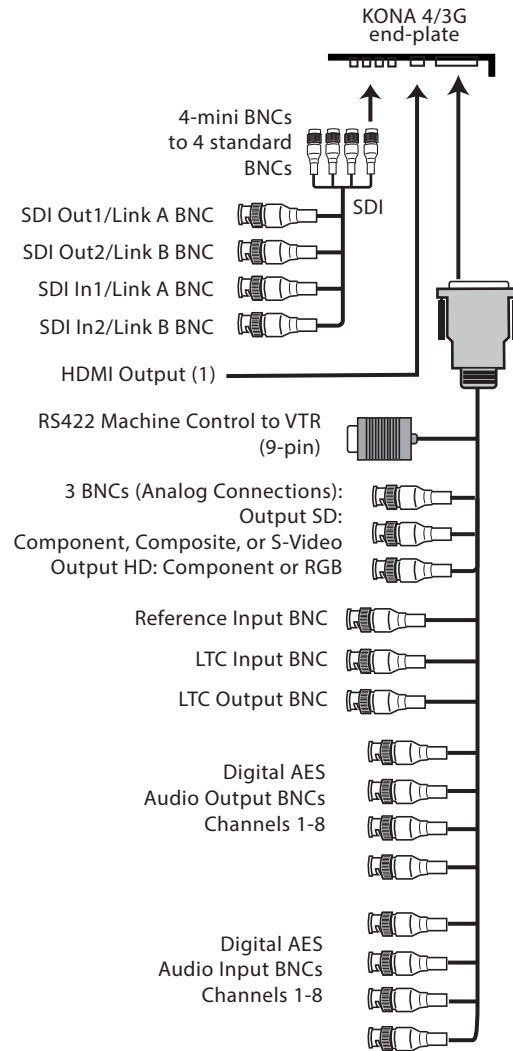 KONA 4/3G
end-plate
4-mini BNCs
to 4 standard
BNCs
SDI
SDI Out1/Link A BNC
SDI Out2/Link B BNC
SDI In1/Link A BNC
SDI In2/Link B BNC
HDMI Output (1)
RS422 Machine Control to VTR
(9-pin)
3 BNCs (Analog Connections):
Output SD:
Component, Composite, or S-Video
Output HD: Component or RGB
Reference Input BNC
LTC Input BNC
LTC Output BNC
Digital AES
Audio Output BNCs
Channels 1-8
Digital AES
Audio Input BNCs
Channels 1-8